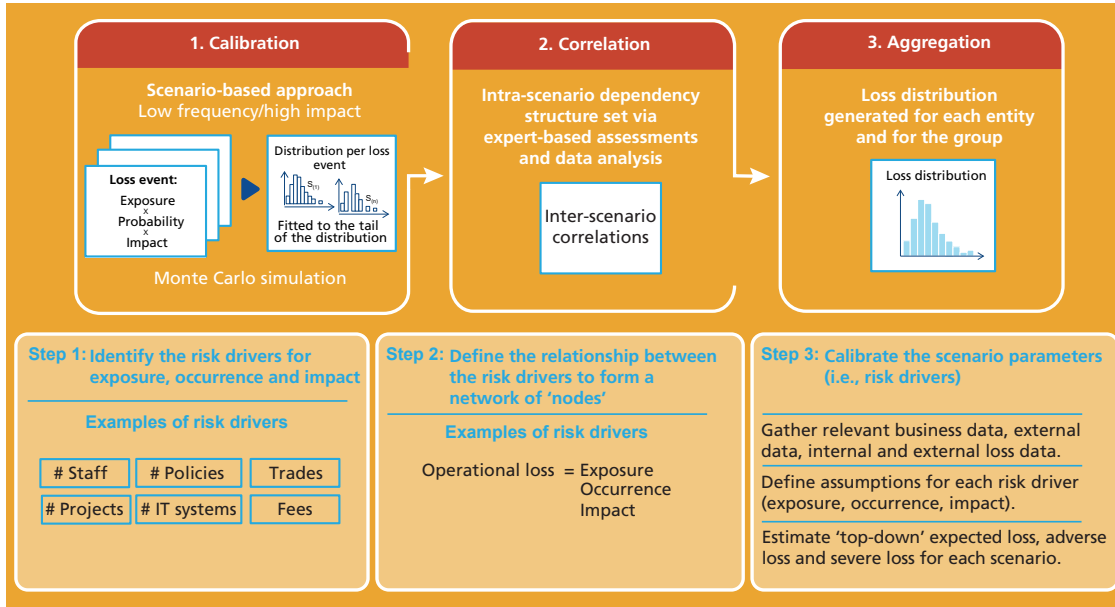 1. Calibration
Scenario-based approach
Low frequency/high impact
Loss event:
Exposure
x
Probability
x
Impact
Distribution per loss
event
S(1)
S(n)
Fitted to the tail
of the distribution
Monte Carlo simulation
2. Correlation
Intra-scenario dependency
structure set via
expert-based assessments
and data analysis
Inter-scenario
correlations
3. Aggregation
Loss distribution
generated for each entity
and for the group
Loss distribution
Step 1: Identify the risk drivers for
exposure, occurrence and impact
Examples of risk drivers
# Staff
# Policies
Trades
# Projects
# IT systems
Fees
Step 2: Define the relationship between
the risk drivers to form a
network of ‘nodes’
Examples of risk drivers
Operational loss = Exposure
Occurrence
Impact
Step 3: Calibrate the scenario parameters
(i.e., risk drivers)
Gather relevant business data, external
data, internal and external loss data.
Define assumptions for each risk driver
(exposure, occurrence, impact).
Estimate ‘top-down’ expected loss, adverse
loss and severe loss for each scenario.